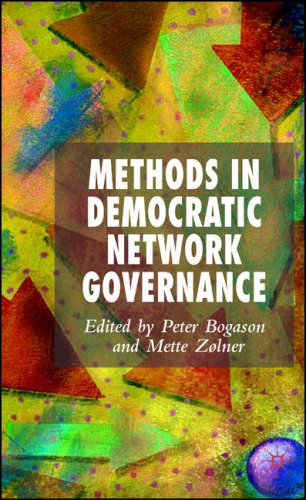 METHODS IN
DEMOCRATIC
NETWORK
GOVERNANCE
Edited by Peter Bogason
and Mette Zølner